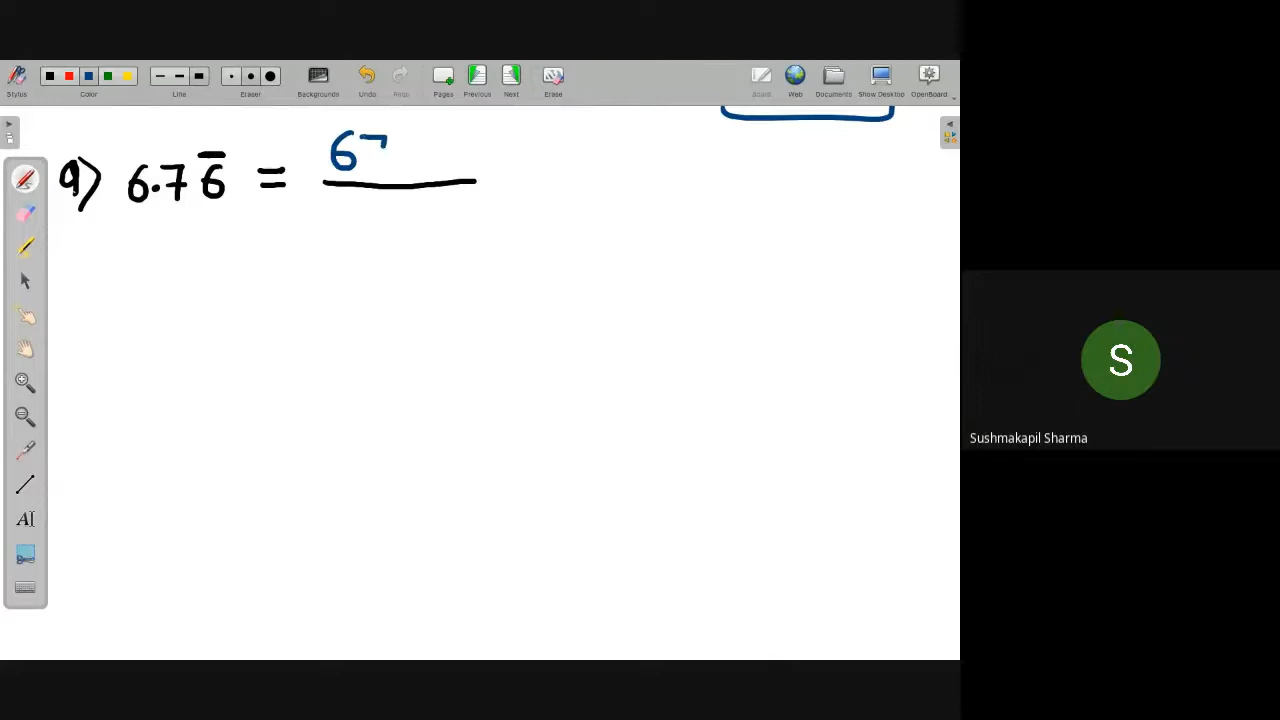 Stylus Color Line Eraser Backgrounds Undo Redo Pages Previous Next Erase Board Web Documents Show Desktop OpenBoard
67
9) 6.76̅ =
S
Sushmakapil Sharma